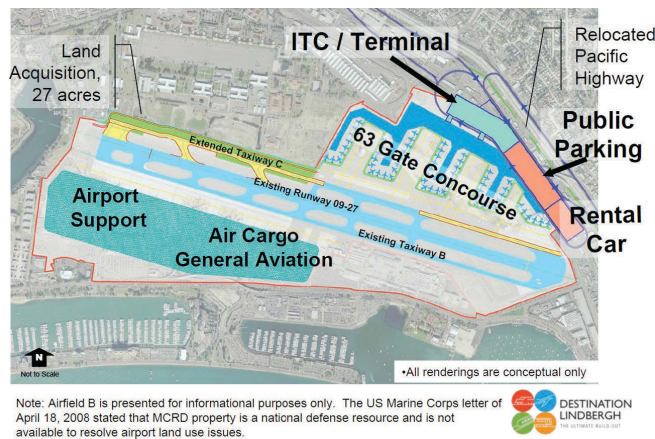 ITC / Terminal
Land
Acquisition,
27 acres
Relocated
Pacific
Highway
Public
Parking
63 Gate Concourse
Rental
Car
Extended Taxiway C
Existing Runway 09-27
Existing Taxiway B
Airport
Support
Air Cargo
General Aviation
N
Not to Scale
•All renderings are conceptual only
Note: Airfield B is presented for informational purposes only. The US Marine Corps letter of
April 18, 2008 stated that MCRD property is a national defense resource and is not
available to resolve airport land use issues.
DESTINATION
LINDBERGH
THE ULTIMATE BUILD-OUT